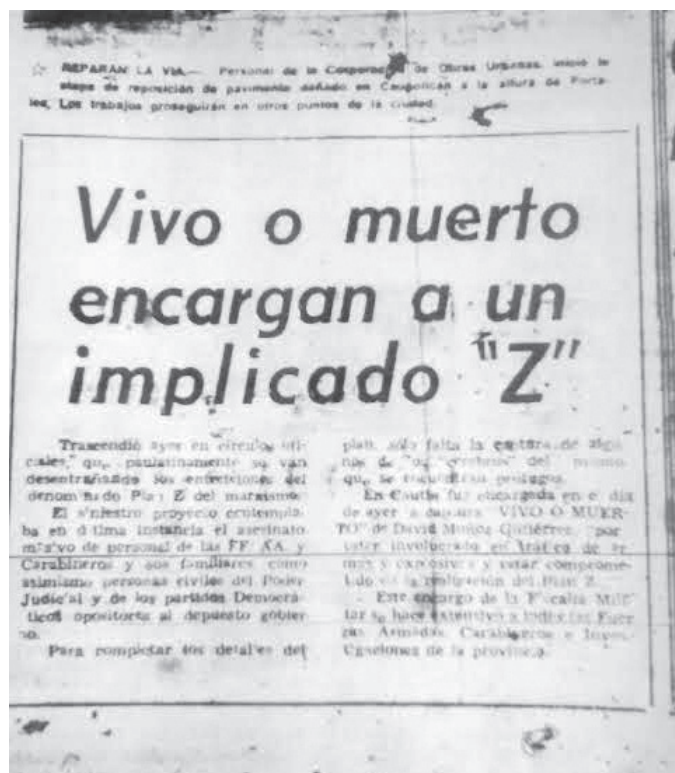 ☆ REPARAN LA VIA.— Personal de la Corporación de Obras Urbanas, inició la
etapa de reposición de pavimento dañado en Caupolicán a la altura de Porta-
les. Los trabajos proseguirán en otros puntos de la ciudad.
Vivo o muerto
encargan a un
implicado "Z"
Trascendió ayer en círculos ofi-
ciales, que paulatinamente se van
desentrañando los entretelones del
denominado Plan Z del marxismo.
El siniestro proyecto contempla-
ba en última instancia el asesinato
masivo de personal de las FF. AA. y
Carabineros y sus familiares como
asimismo personas civiles del Poder
Judicial y de los partidos Democrá-
ticos opositores al depuesto gobier-
no.
Para completar los detalles del
plan, sólo falta la captura de algu-
nos de los "cerebros" del mismo
que se encuentran prófugos.
En Cautín fue encargada en el día
de ayer a captura "VIVO O MUER-
TO" de David Muñoz Gutiérrez, "por
estar involucrado en tráfico de ar-
mas y explosivos y estar comprome-
tido en la realización del Plan Z.
Este encargo de la Fiscalía Mili-
tar se hace extensivo a todas las Fuer-
zas Armadas, Carabineros e Inves-
tigaciones de la provincia.